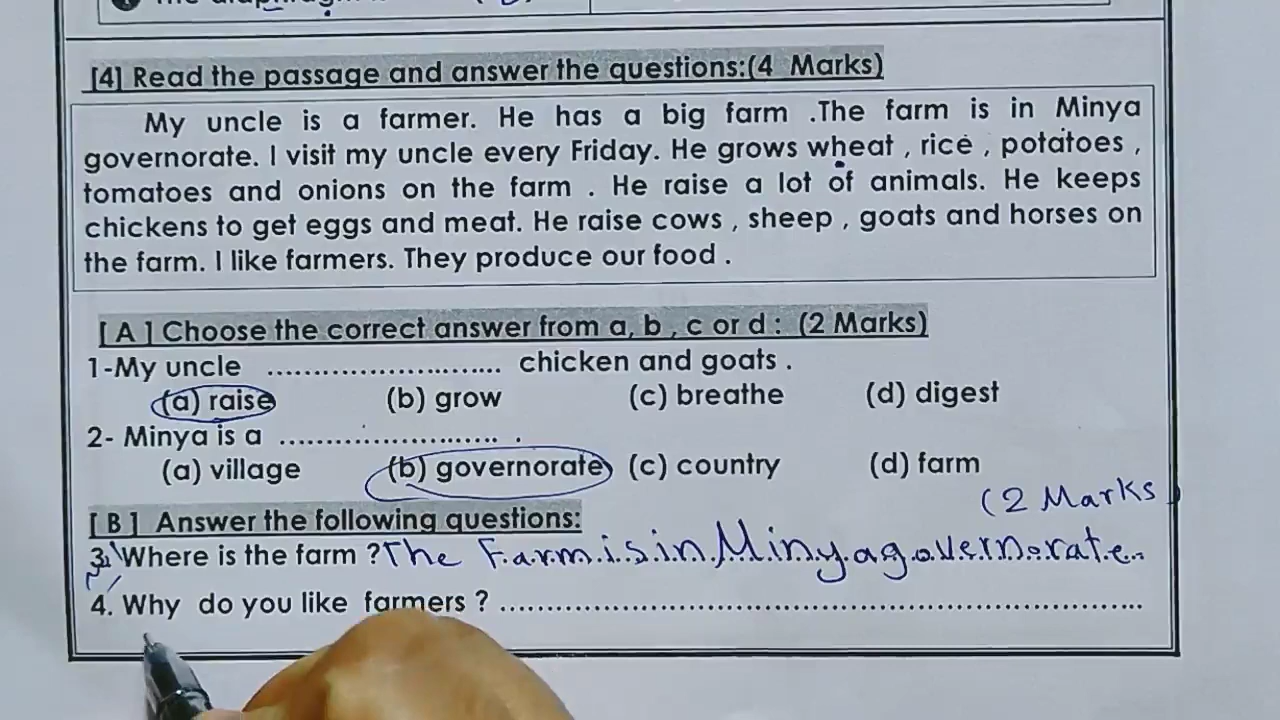 The diaphragm
[4] Read the passage and answer the questions:(4 Marks)
My uncle is a farmer. He has a big farm .The farm is in Minya
governorate. I visit my uncle every Friday. He grows wheat , rice , potatoes ,
tomatoes and onions on the farm . He raise a lot of animals. He keeps
chickens to get eggs and meat. He raise cows , sheep , goats and horses on
the farm. I like farmers. They produce our food .
[ A ] Choose the correct answer from a, b , c or d : (2 Marks)
1-My uncle ............................ chicken and goats .
(a) raise (b) grow (c) breathe (d) digest
2- Minya is a .......................... .
(a) village (b) governorate (c) country (d) farm
(2 Marks)
[ B ] Answer the following questions:
3. Where is the farm ? The Farm is in Minya governorate.
4. Why do you like farmers ? ................................................................................